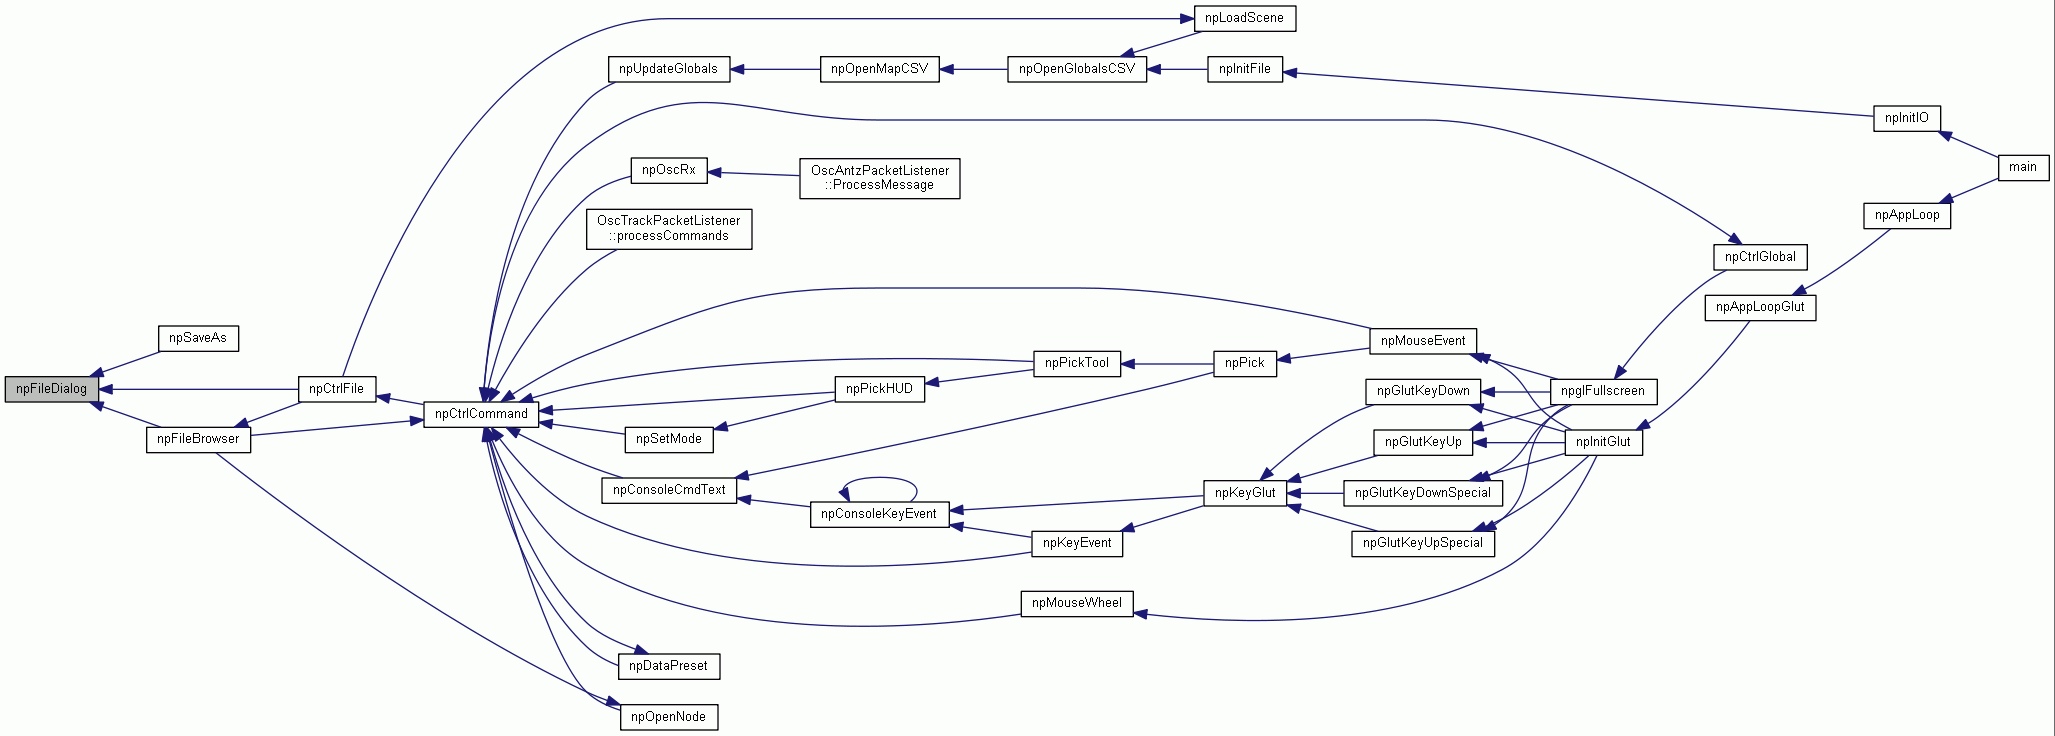 npLoadScene
npUpdateGlobals
npOpenMapCSV
npOpenGlobalsCSV
npInitFile
npInitIO
main
npOscRx
OscAntzPacketListener
::ProcessMessage
npAppLoop
OscTrackPacketListener
::processCommands
npCtrlGlobal
npAppLoopGlut
npSaveAs
npMouseEvent
npFileDialog
npCtrlFile
npPickTool
npPick
npPickHUD
npGlutKeyDown
npglFullscreen
npCtrlCommand
npFileBrowser
npSetMode
npGlutKeyUp
npInitGlut
npConsoleCmdText
npConsoleKeyEvent
npKeyGlut
npGlutKeyDownSpecial
npKeyEvent
npGlutKeyUpSpecial
npMouseWheel
npDataPreset
npOpenNode